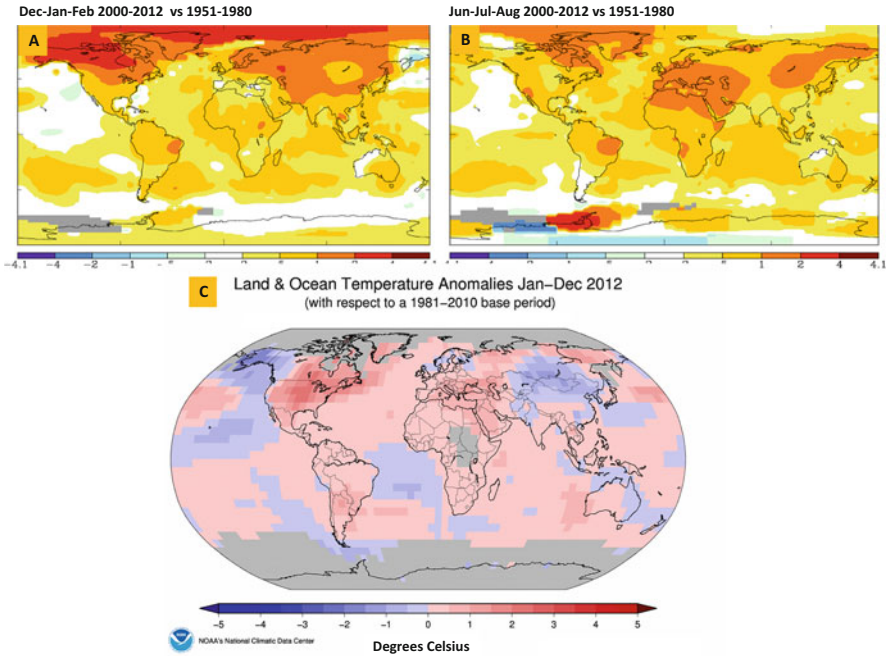 Dec-Jan-Feb 2000-2012 vs 1951-1980
Jun-Jul-Aug 2000-2012 vs 1951-1980
A
B
-4.1 -4 -2 -1
4 4.1
1 2 4 4.1
C
Land & Ocean Temperature Anomalies Jan–Dec 2012
(with respect to a 1981–2010 base period)
-5 -4 -3 -2 -1 0 1 2 3 4 5
NOAA's National Climatic Data Center
Degrees Celsius